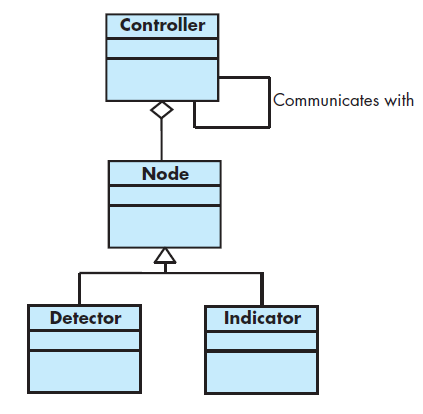 Controller
Communicates with
Node
Detector
Indicator